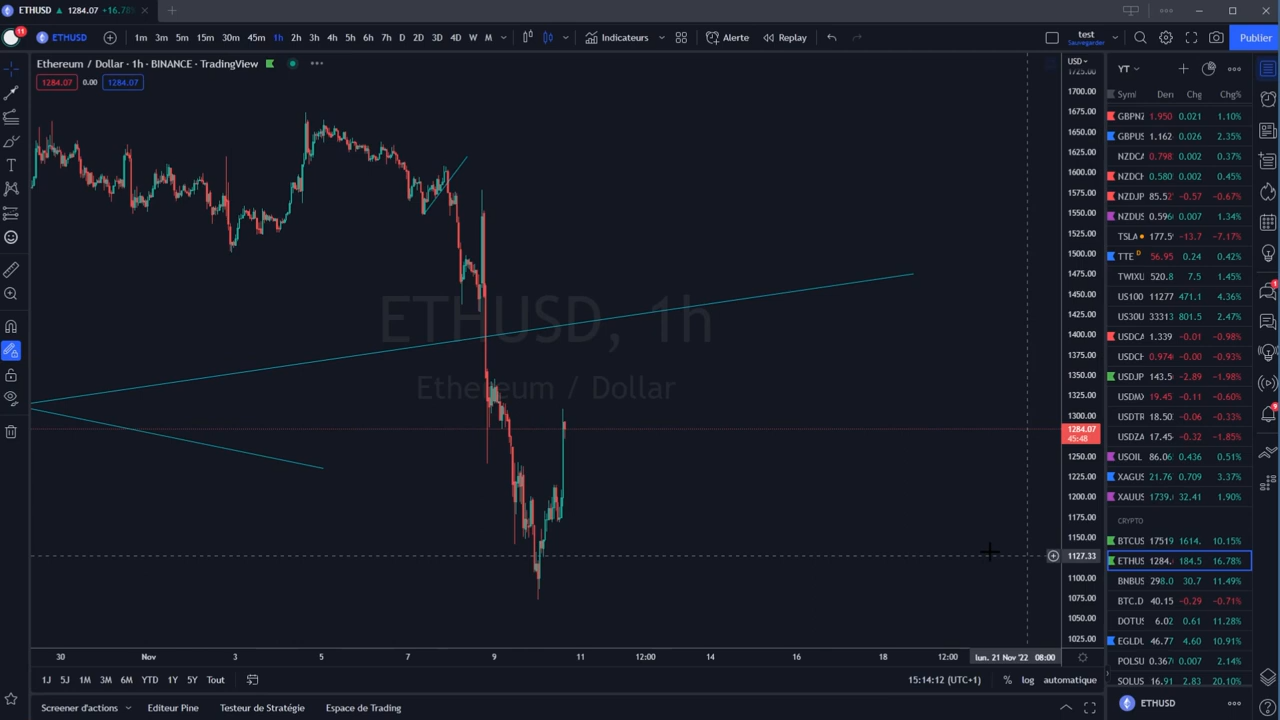 ETHUSD ▲ 1284.07 +16.78%
11
ETHUSD 1m 3m 5m 15m 30m 45m 1h 2h 3h 4h 5h 6h 7h D 2D 3D 4D W M Indicateurs Alerte Replay test Sauvegarder Publier
Ethereum / Dollar · 1h · BINANCE · TradingView
1284.07 0.00 1284.07
ETHUSD, 1h
Ethereum / Dollar
USD
1725.00
1700.00
1675.00
1650.00
1625.00
1600.00
1575.00
1550.00
1525.00
1500.00
1475.00
1450.00
1425.00
1400.00
1375.00
1350.00
1325.00
1300.00
1284.07
45:48
1250.00
1225.00
1200.00
1175.00
1150.00
1127.33
1100.00
1075.00
1050.00
1025.00
30 Nov 3 5 7 9 11 12:00 14 16 18 12:00 lun. 21 Nov '22 08:00
1J 5J 1M 3M 6M YTD 1Y 5Y Tout 15:14:12 (UTC+1) % log automatique
Screener d'actions Editeur Pine Testeur de Stratégie Espace de Trading
YT
Syml Der Chg Chg%
GBPNZ 1.950 0.021 1.10%
GBPUS 1.162 0.026 2.35%
NZDCA 0.798 0.002 0.37%
NZDCH 0.580 0.002 0.45%
NZDJP 85.52 −0.57 −0.67%
NZDUS 0.596 0.007 1.34%
TSLA 177.5 −13.7 −7.17%
TTE D 56.95 0.24 0.42%
TWIXU 520.8 7.5 1.45%
US100 11277 471.1 4.36%
US30U 33313 801.5 2.47%
USDCA 1.339 −0.01 −0.98%
USDCH 0.974 −0.00 −0.93%
USDJP 143.5 −2.89 −1.98%
USDMX 19.45 −0.11 −0.60%
USDTR 18.50 −0.06 −0.33%
USDZA 17.45 −0.32 −1.85%
USOIL 86.06 0.436 0.51%
XAGUS 21.76 0.709 3.37%
XAUUS 1739. 32.41 1.90%
CRYPTO
BTCUS 17519 1614. 10.15%
ETHUS 1284. 184.5 16.78%
BNBUS 298.0 30.7 11.49%
BTC.D 40.15 −0.29 −0.71%
DOTUS 6.02 0.61 11.28%
EGLDU 46.77 4.60 10.91%
POLSU 0.367 0.007 2.14%
SOLUS 16.91 2.83 20.10%
ETHUSD